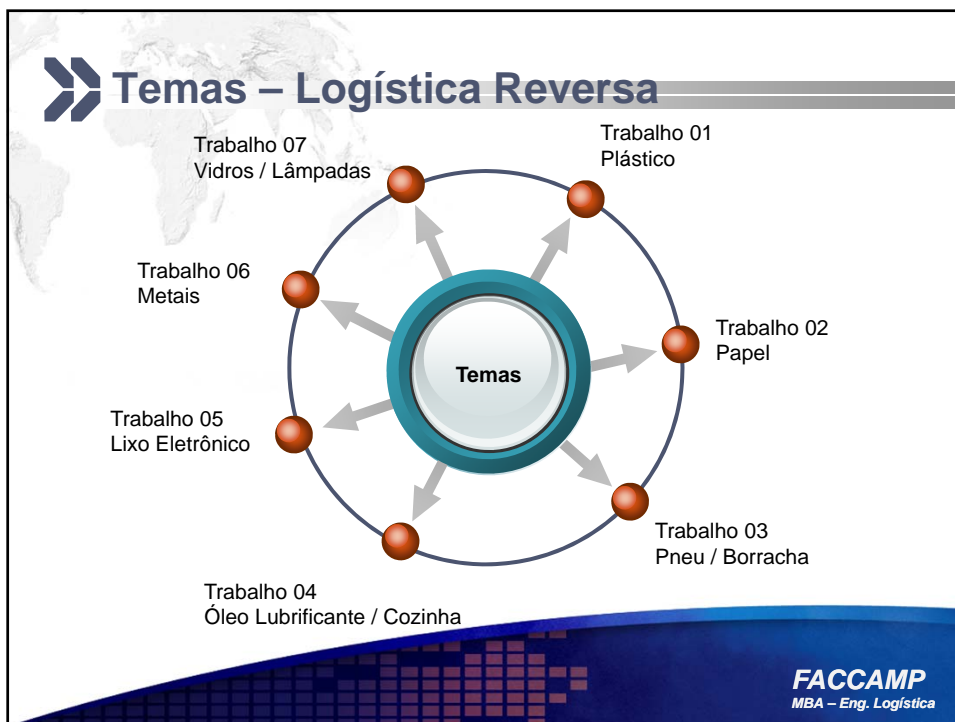 Temas – Logística Reversa
Trabalho 01
Plástico
Trabalho 02
Papel
Trabalho 03
Pneu / Borracha
Trabalho 04
Óleo Lubrificante / Cozinha
Trabalho 05
Lixo Eletrônico
Trabalho 06
Metais
Trabalho 07
Vidros / Lâmpadas
Temas
FACCAMP
MBA – Eng. Logística